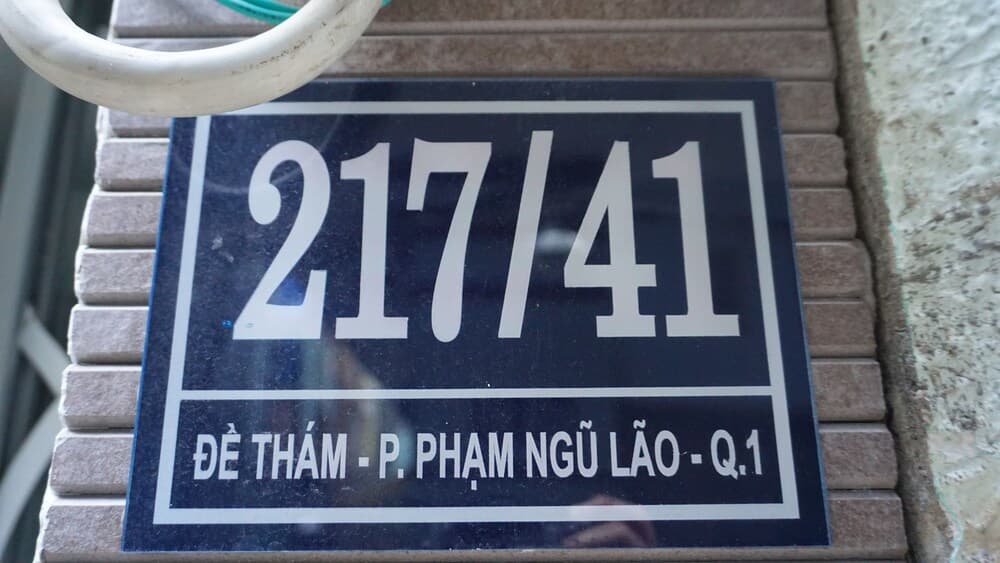 217/41
ĐỀ THÁM - P. PHẠM NGŨ LÃO - Q.1